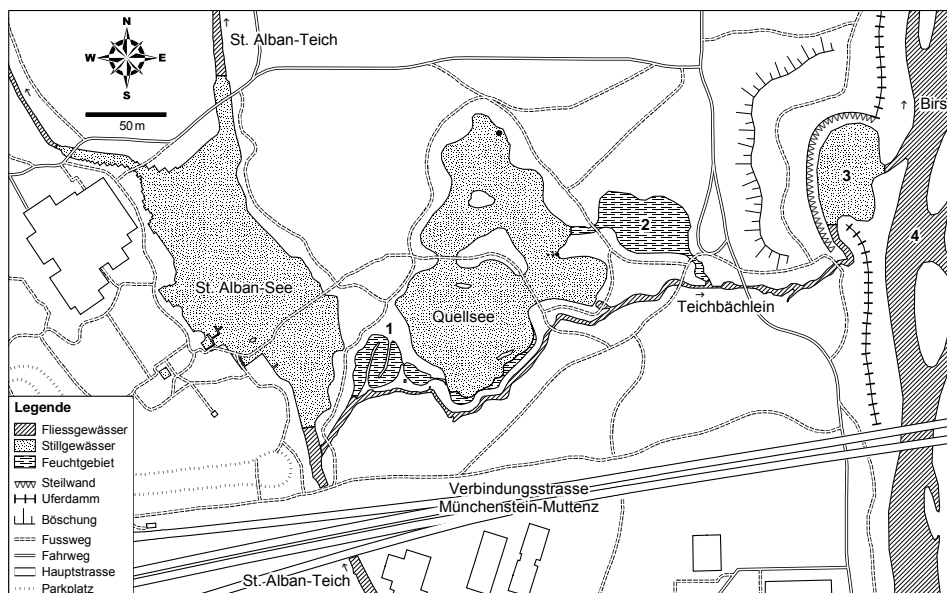 N
W E
S
50 m
St. Alban-Teich
Birs
3
2
4
St. Alban-See
Teichbächlein
Quellsee
1
Legende
Fliessgewässer
Stillgewässer
Feuchtgebiet
Steilwand
Uferdamm
Böschung
Fussweg
Fahrweg
Hauptstrasse
Parkplatz
Verbindungsstrasse
Münchenstein-Muttenz
St. Alban-Teich